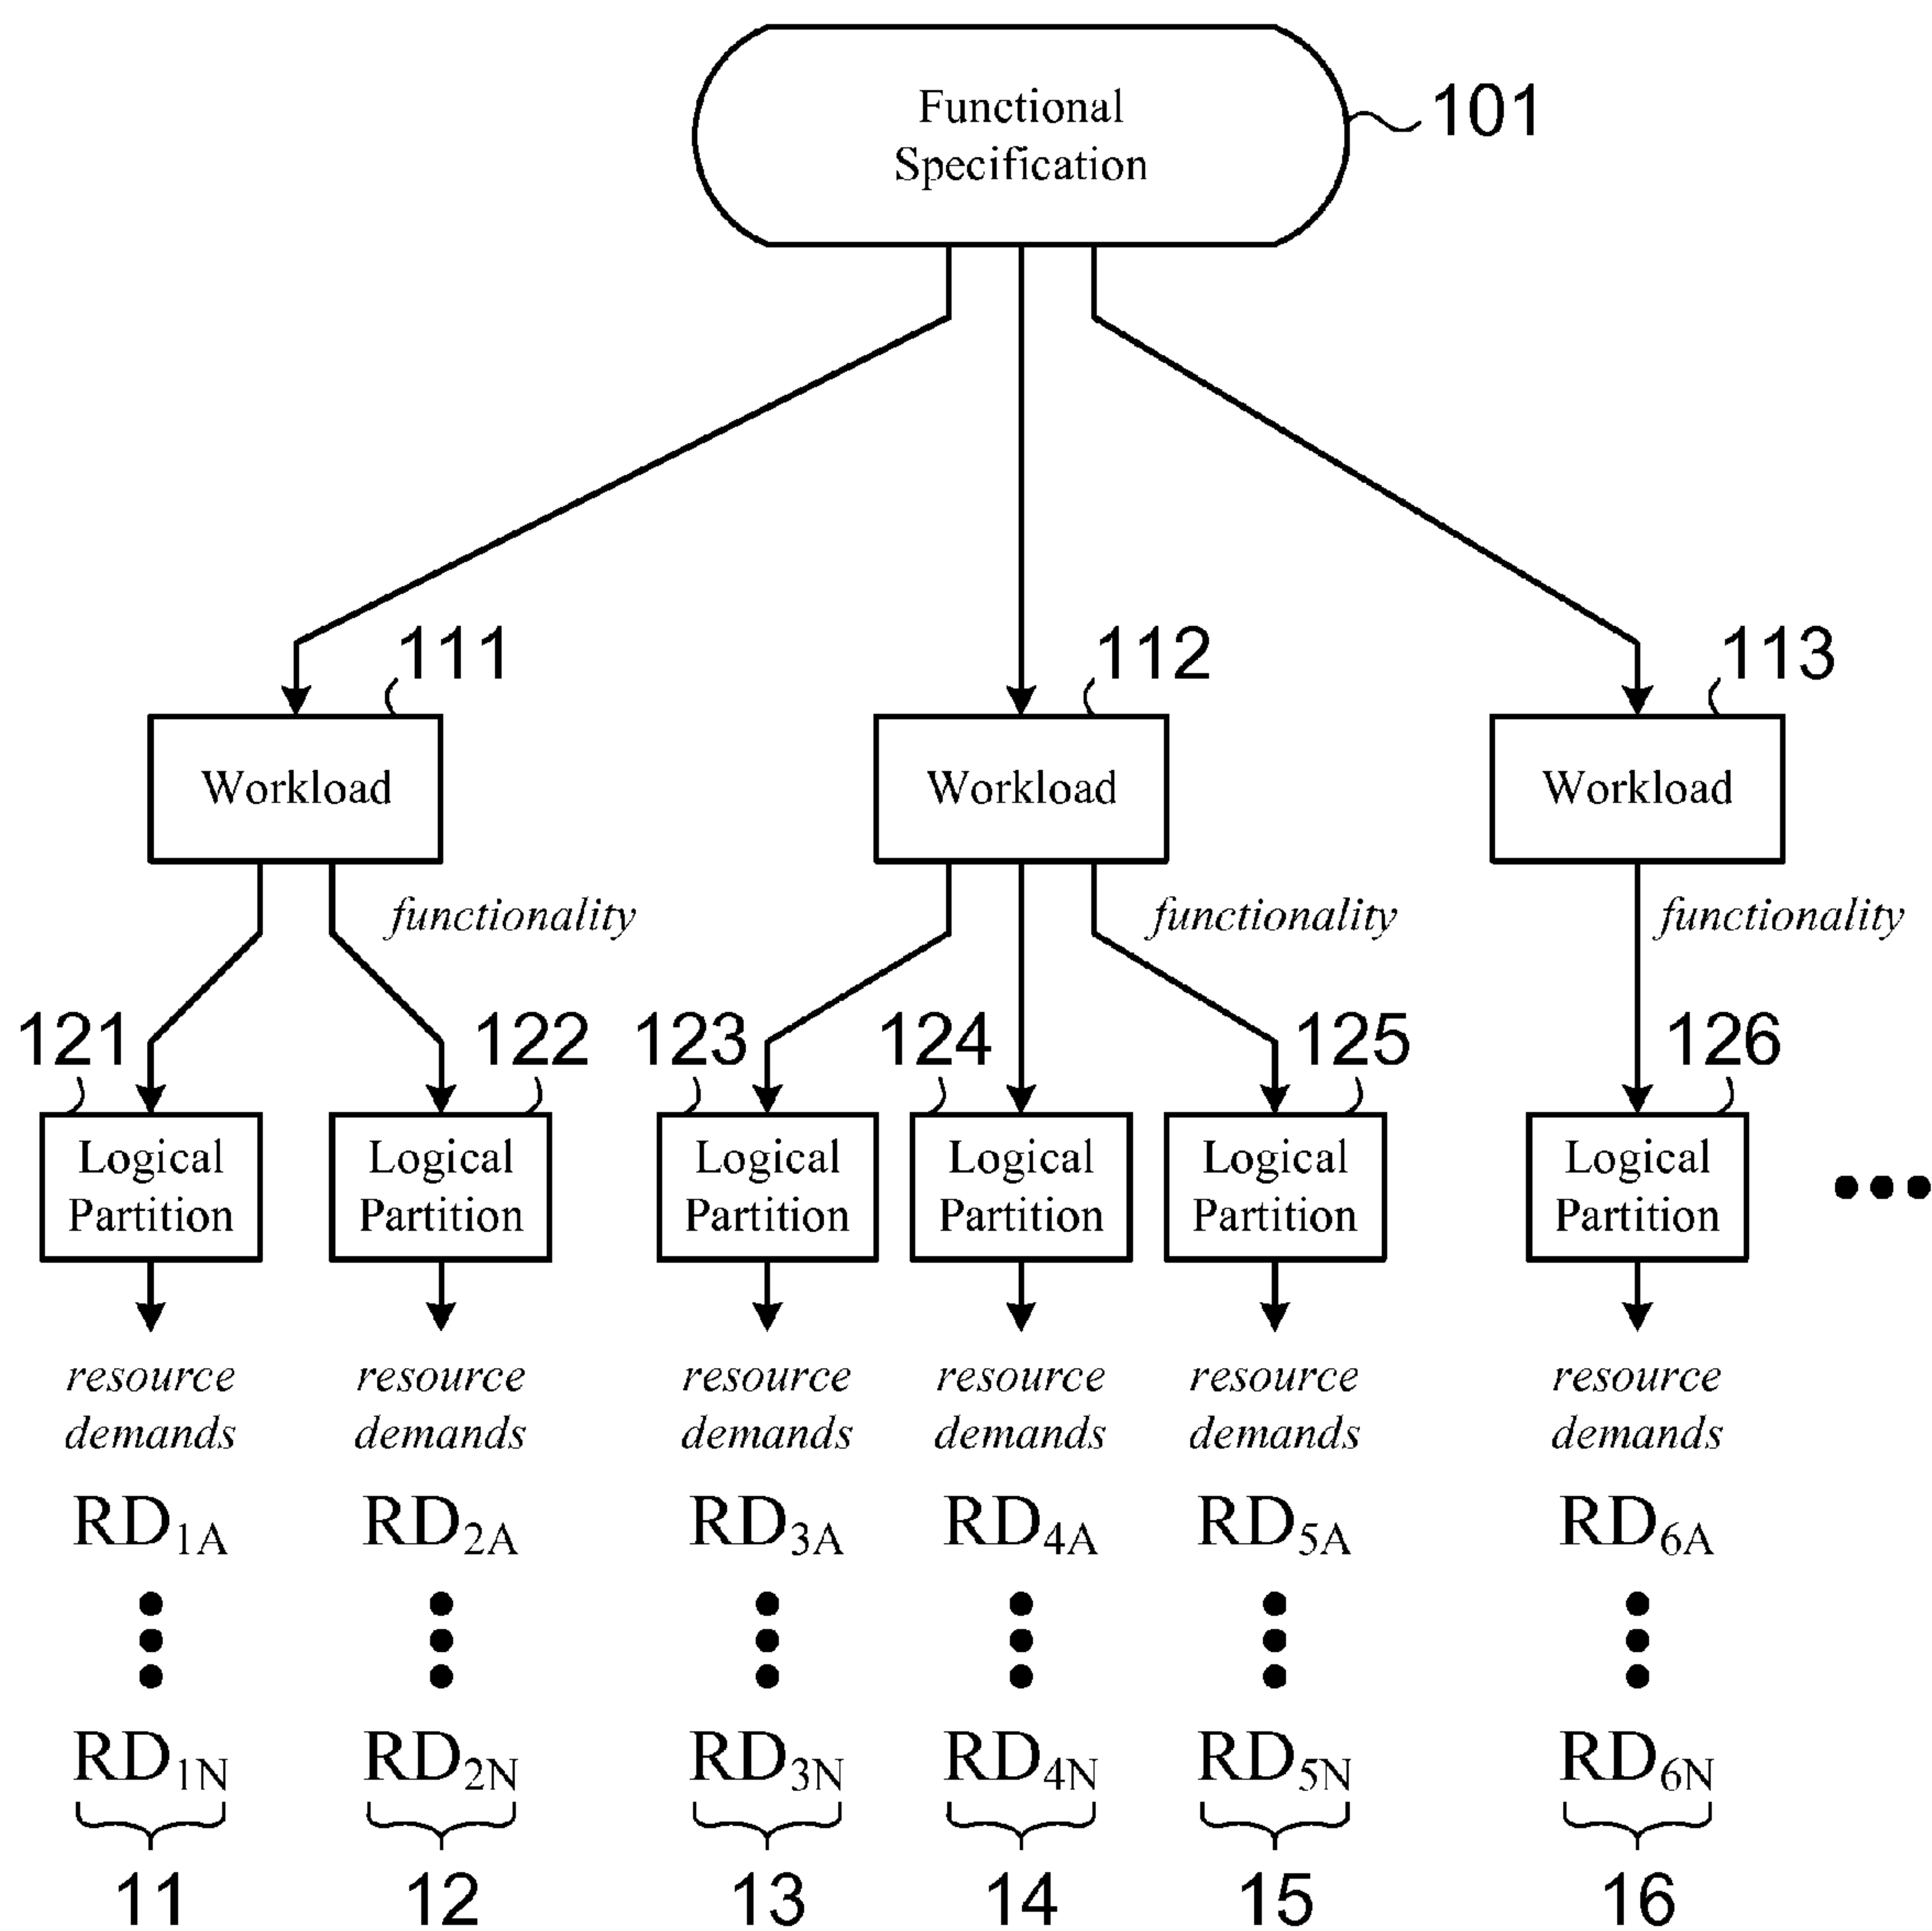 Functional
Specification
101
111
112
113
Workload
Workload
Workload
functionality
functionality
functionality
121
122
123
124
125
126
Logical
Partition
Logical
Partition
Logical
Partition
Logical
Partition
Logical
Partition
Logical
Partition
resource
demands
resource
demands
resource
demands
resource
demands
resource
demands
resource
demands
RD1A
RD2A
RD3A
RD4A
RD5A
RD6A
RD1N
RD2N
RD3N
RD4N
RD5N
RD6N
11
12
13
14
15
16